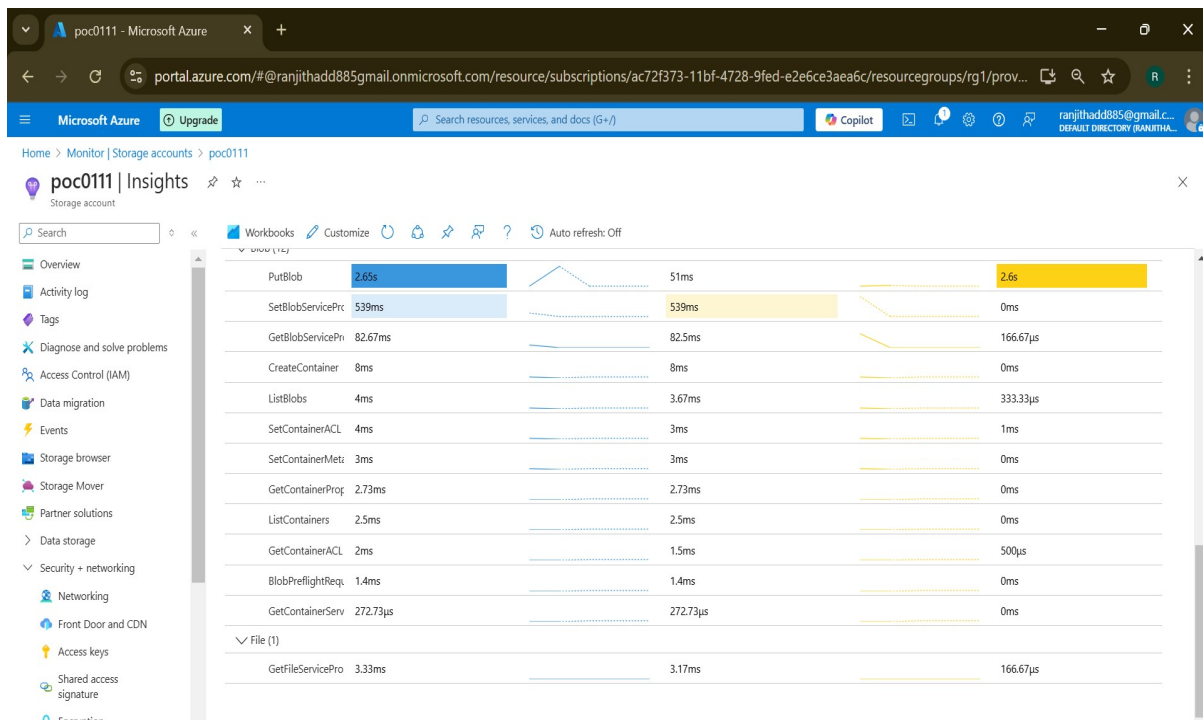 poc0111 - Microsoft Azure
portal.azure.com/#@ranjithadd885gmail.onmicrosoft.com/resource/subscriptions/ac72f373-11bf-4728-9fed-e2e6ce3aea6c/resourcegroups/rg1/prov...
R
Microsoft Azure
Upgrade
Search resources, services, and docs (G+/)
Copilot
1
ranjithadd885@gmail.c...
DEFAULT DIRECTORY (RANJITHA...
Home > Monitor | Storage accounts > poc0111
poc0111 | Insights
Storage account
Search
Workbooks Customize ? Auto refresh: Off
Overview
Activity log
Tags
Diagnose and solve problems
Access Control (IAM)
Data migration
Events
Storage browser
Storage Mover
Partner solutions
Data storage
Security + networking
Networking
Front Door and CDN
Access keys
Shared access
signature
Encryption
Blob (12)
PutBlob 2.65s 51ms 2.6s
SetBlobServicePrc 539ms 539ms 0ms
GetBlobServicePr 82.67ms 82.5ms 166.67µs
CreateContainer 8ms 8ms 0ms
ListBlobs 4ms 3.67ms 333.33µs
SetContainerACL 4ms 3ms 1ms
SetContainerMeta 3ms 3ms 0ms
GetContainerProp 2.73ms 2.73ms 0ms
ListContainers 2.5ms 2.5ms 0ms
GetContainerACL 2ms 1.5ms 500µs
BlobPreflightRequ 1.4ms 1.4ms 0ms
GetContainerServ 272.73µs 272.73µs 0ms
File (1)
GetFileServicePro 3.33ms 3.17ms 166.67µs